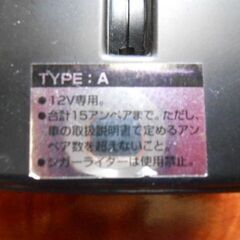 TYPE：A
●12V専用。
●合計15アンペアまで。ただし、
車の取扱説明書で定めるアン
ペア数を超えないこと。
●シガーライターは使用禁止。